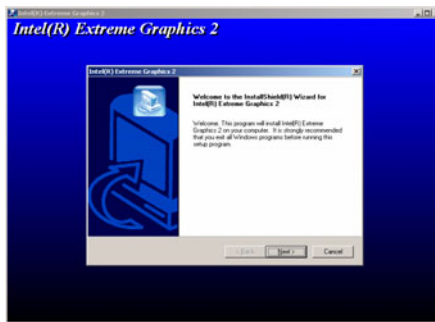 Intel(R) Extreme Graphics 2
Intel(R) Extreme Graphics 2
Intel(R) Extreme Graphics 2
Welcome to the InstallShield(R) Wizard for
Intel(R) Extreme Graphics 2
Welcome. This program will install Intel(R) Extreme
Graphics 2 on your computer. It is strongly recommended
that you exit all Windows programs before running this
setup program.
< Back Next > Cancel